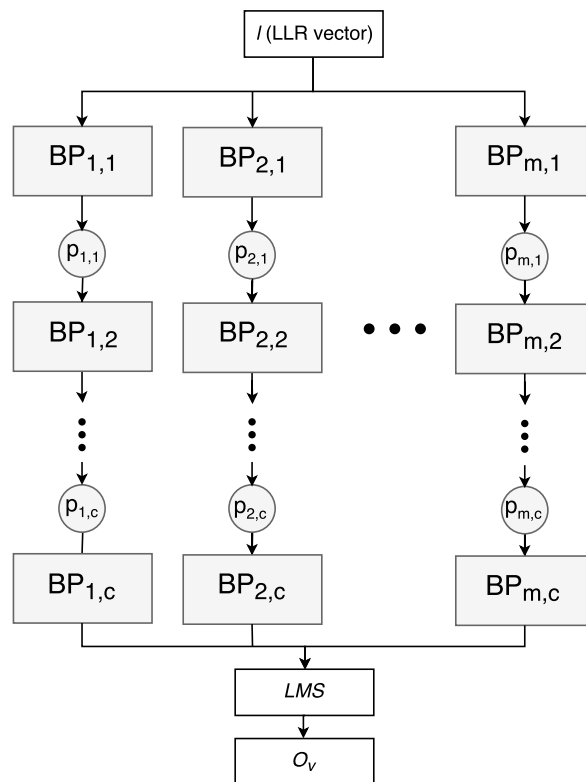 l (LLR vector)
BP1,1 BP2,1 BPm,1
p1,1 p2,1 pm,1
BP1,2 BP2,2 BPm,2
p1,c p2,c pm,c
BP1,c BP2,c BPm,c
LMS
Ov